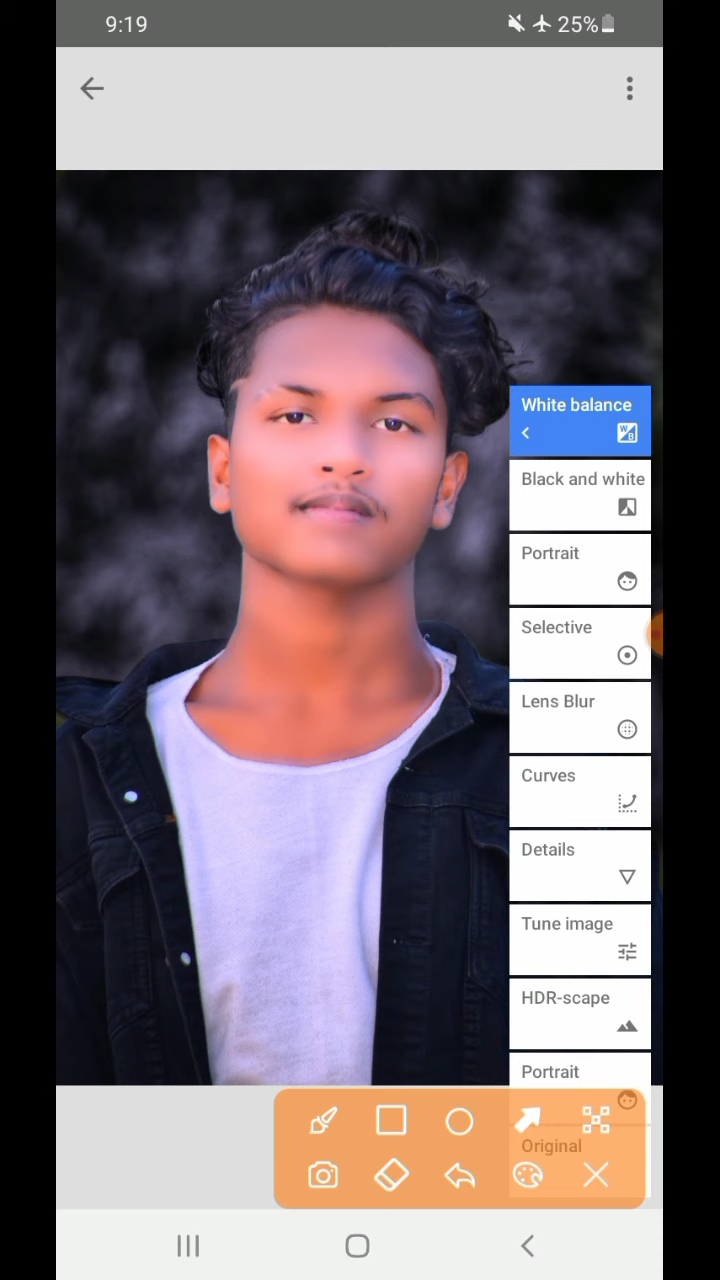 9:19
25%
White balance
Black and white
Portrait
Selective
Lens Blur
Curves
Details
Tune image
HDR-scape
Portrait
Original